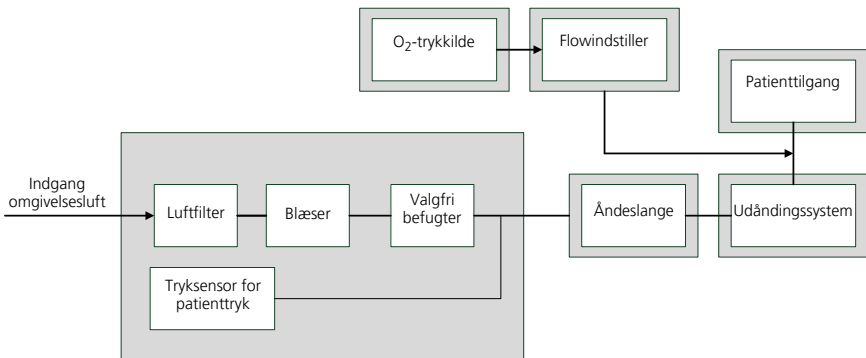 O₂-trykkilde
Flowindstiller
Patienttilgang
Indgang
omgivelsesluft
Luftfilter
Blæser
Valgfri
befugter
Åndeslange
Udåndingssystem
Tryksensor for
patienttryk